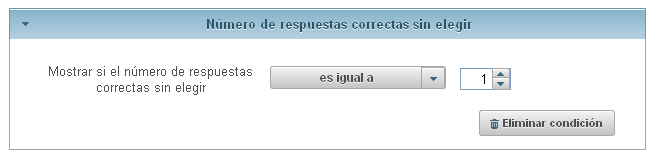 Número de respuestas correctas sin elegir
Mostrar si el número de respuestas
correctas sin elegir
es igual a
1
Eliminar condición